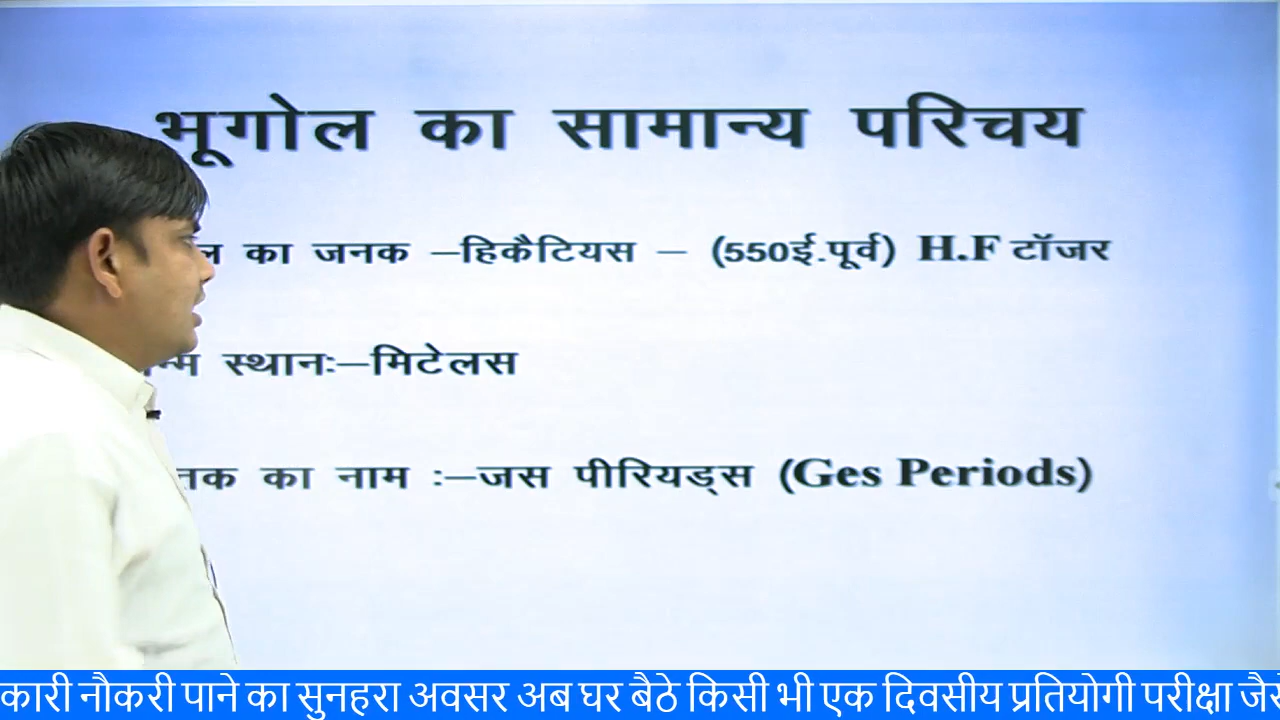 भूगोल का सामान्य परिचय
का जनक –हिकैटियस – (550ई.पूर्व) H.F टॉजर
स्थानः–मिटेलस
का नाम :–जस पीरियड्स (Ges Periods)
कारी नौकरी पाने का सुनहरा अवसर अब घर बैठे किसी भी एक दिवसीय प्रतियोगी परीक्षा